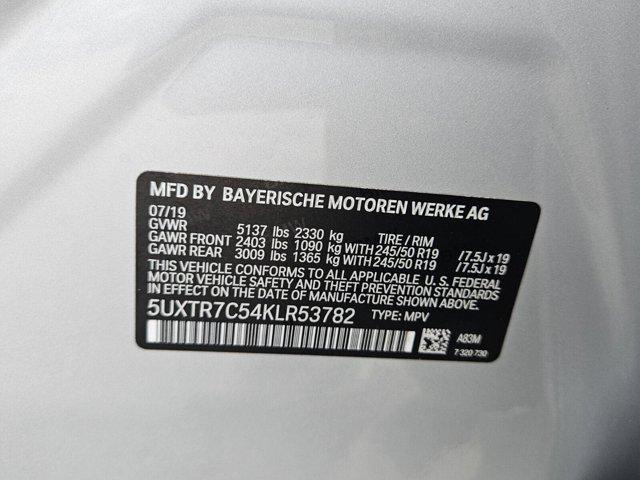 MFD BY BAYERISCHE MOTOREN WERKE AG
07/19
GVWR 5137 lbs 2330 kg TIRE / RIM
GAWR FRONT 2403 lbs 1090 kg WITH 245/50 R19 /7.5J x 19
GAWR REAR 3009 lbs 1365 kg WITH 245/50 R19 /7.5J x 19
THIS VEHICLE CONFORMS TO ALL APPLICABLE U.S. FEDERAL
MOTOR VEHICLE SAFETY, BUMPER, AND THEFT PREVENTION
STANDARDS IN EFFECT ON THE DATE OF MANUFACTURE SHOWN ABOVE.
5UXTR7C54KLR53782 TYPE: MPV
A83M
7 320 730